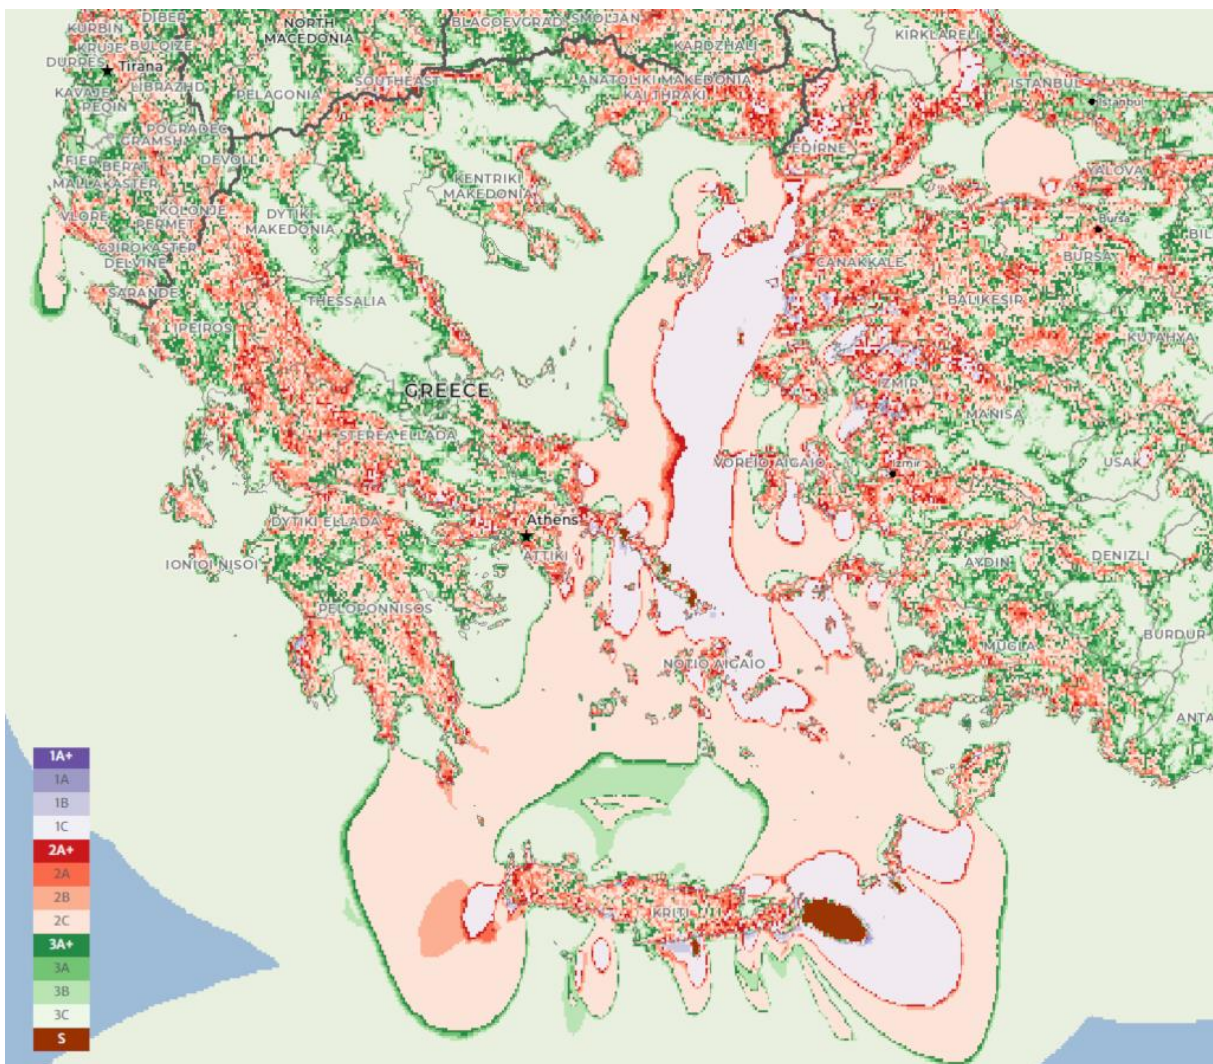 DIBER
KURBIN
NORTH
MACEDONIA
BLAGOEVGRAD
SMOLJAN
KIRKLARELI
KRUJE
BULQIZE
KARDZHALI
DURRES
Tirana
KAVAJE
LIBRAZHD
PEQIN
PELAGONIA
SOUTHEAST
ANATOLIKI MAKEDONIA
KAI THRAKI
ISTANBUL
Istanbul
POGRADEC
GRAMSH
EDIRNE
FIER
BERAT
DEVOLL
MALLAKASTER
KENTRIKI
MAKEDONIA
YALOVA
VLORE
KOLONJE
PERMET
DYTIKI
MAKEDONIA
Bursa
BIL
GJIROKASTER
DELVINE
CANAKKALE
BURSA
SARANDE
THESSALIA
BALIKESIR
IPEIROS
KUTAHYA
GREECE
IZMIR
MANISA
STEREA ELLADA
VOREIO AIGAIO
Izmir
USAK
DYTIKI ELLADA
Athens
IONIOI NISOI
ATTIKI
AYDIN
DENIZLI
PELOPONNISOS
BURDUR
MUGLA
NOTIO AIGAIO
ANTA
KRITI
1A+
1A
1B
1C
2A+
2A
2B
2C
3A+
3A
3B
3C
S